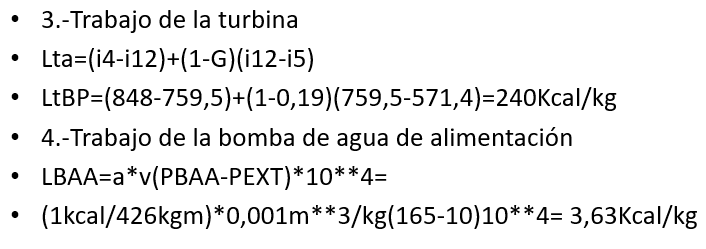 • 3.-Trabajo de la turbina
• Lta=(i4-i12)+(1-G)(i12-i5)
• LtBP=(848-759,5)+(1-0,19)(759,5-571,4)=240Kcal/kg
• 4.-Trabajo de la bomba de agua de alimentación
• LBAA=a*v(PBAA-PEXT)*10**4=
• (1kcal/426kgm)*0,001m**3/kg(165-10)10**4= 3,63Kcal/kg